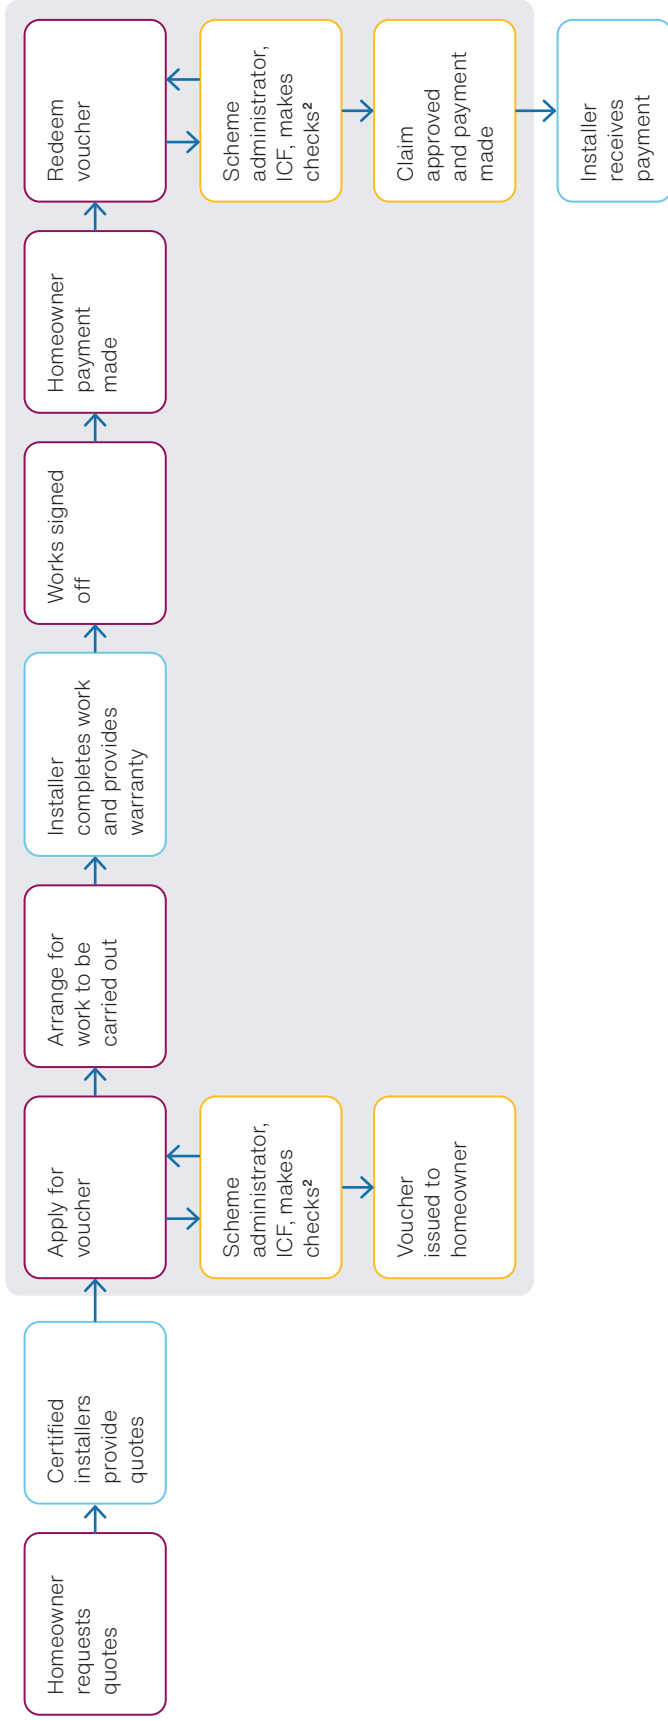 Homeowner
requests
quotes
Certified
installers
provide
quotes
Apply for
voucher
Scheme
administrator,
ICF, makes
checks²
Voucher
issued to
homeowner
Arrange for
work to be
carried out
Installer
completes work
and provides
warranty
Works signed
off
Homeowner
payment
made
Redeem
voucher
Scheme
administrator,
ICF, makes
checks²
Claim
approved
and payment
made
Installer
receives
payment